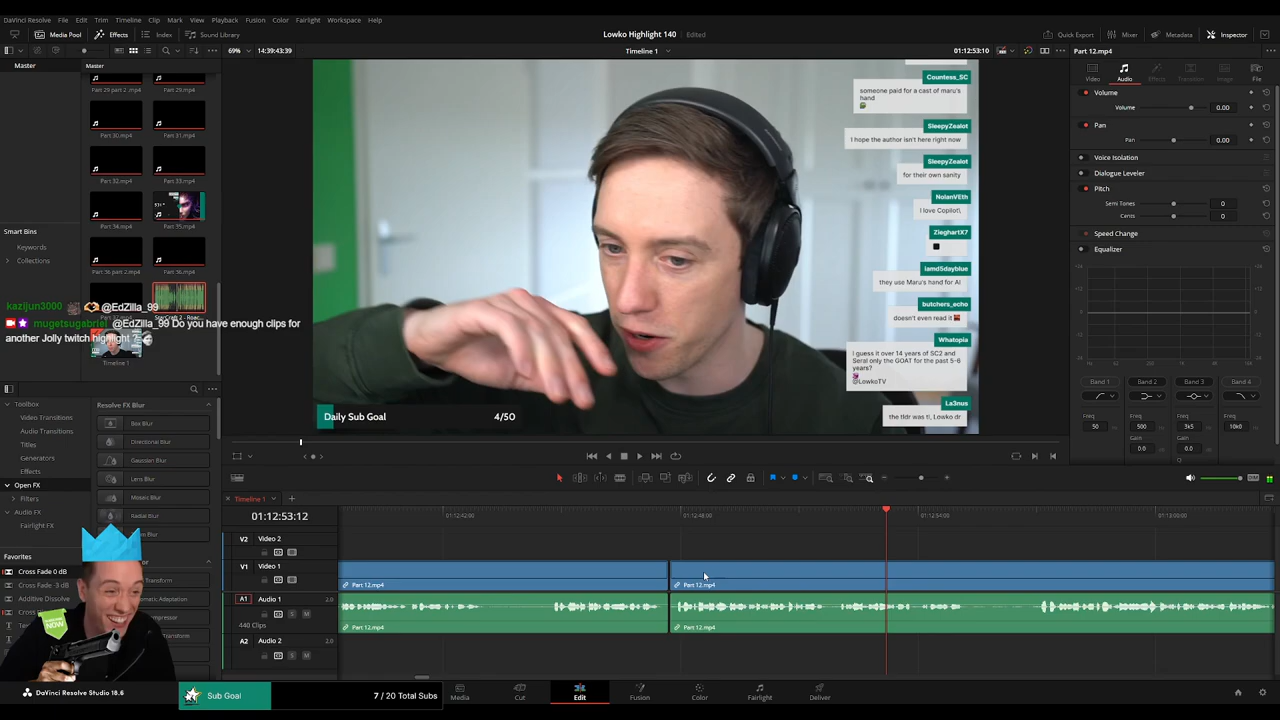 DaVinci Resolve File Edit Trim Timeline Clip Mark View Playback Fusion Color Fairlight Workspace Help
Media Pool Effects Index Sound Library
Lowko Highlight 140 Edited
Quick Export Mixer Metadata Inspector
69% 14:39:43:39
Timeline 1
01:12:53:10
Part 12.mp4
Master
Master
Part 29 part 2 .mp4
Part 29.mp4
Part 30.mp4
Part 31.mp4
Part 32.mp4
Part 33.mp4
Part 34.mp4
Part 35.mp4
Part 36 part 2.mp4
Part 36.mp4
Timeline 1
Smart Bins
Keywords
Collections
kazijun3000 @EdZilla_99
mugetsugabriel @EdZilla_99 Do you have enough clips for
another Jolly twitch highlight ?
Countess_SC
someone paid for a cast of maru's
hand
SleepyZealot
I hope the author isn't here right now
SleepyZealot
for their own sanity
NolanVEth
I love Copilot!,
ZieghartX7
iamd5dayblue
they use Maru's hand for AI
butchers_echo
doesn't even read it
Whatopia
I guess it over 14 years of SC2 and
Seral only the GOAT for the past 5-6
years?
@LowkoTV
La3nus
the tldr was tl, Lowko dr
Daily Sub Goal 4/50
Video Audio Effects Transition Image File
Volume
Volume 0.00
Pan
Pan 0.00
Voice Isolation
Dialogue Leveler
Pitch
Semi Tones 0
Cents 0
Speed Change
Equalizer
Band 1 Band 2 Band 3 Band 4
Freq Freq Freq Freq
50 500 3k5 10k0
Gain Gain
0.0 0.0
Toolbox
Video Transitions
Audio Transitions
Titles
Generators
Effects
Open FX
Filters
Audio FX
Fairlight FX
Favorites
Cross Fade 0 dB
Cross Fade -3 dB
Additive Dissolve
Resolve FX Blur
Box Blur
Directional Blur
Gaussian Blur
Lens Blur
Mosaic Blur
Radial Blur
Timeline 1
01:12:53:12
01:12:42:00 01:12:48:00 01:12:54:00 01:13:00:00
V2 Video 2
V1 Video 1
A1 Audio 1 2.0
440 Clips
A2 Audio 2 2.0
Part 12.mp4 Part 12.mp4
Part 12.mp4 Part 12.mp4
DIM
SUBSCRIBE
NOW
DaVinci Resolve Studio 18.6
Sub Goal 7 / 20 Total Subs
Media Cut Edit Fusion Color Fairlight Deliver